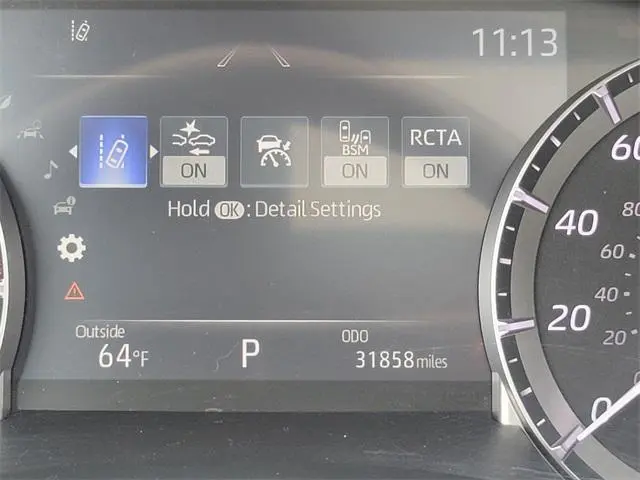 11:13
ON
BSM
ON
RCTA
ON
Hold OK : Detail Settings
Outside
64°F
P
ODO
31858 miles
60
40
20
0
80
60
40
20